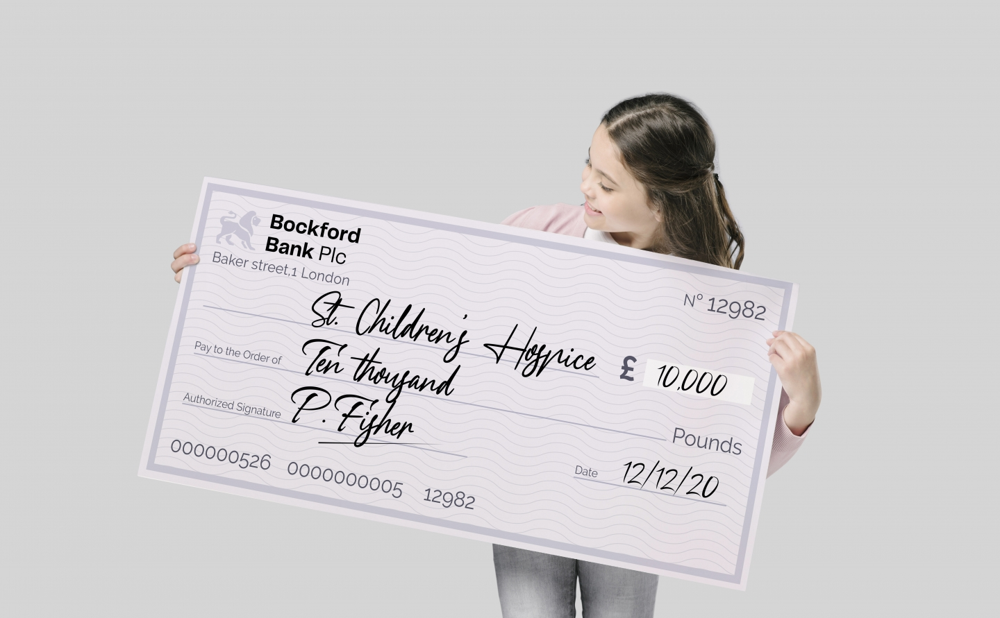 Bockford
Bank Plc
Baker street,1 London
N° 12982
St. Children's Hospice £ 10,000
Pay to the Order of Ten thousand Pounds
Authorized Signature P. Fisher
Date 12/12/20
000000526 0000000005 12982